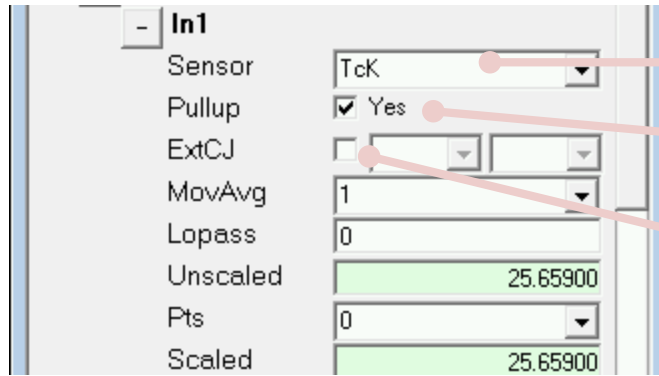 - In1
Sensor TcK
Pullup Yes
ExtCJ
MovAvg 1
Lopass 0
Unscaled 25.65900
Pts 0
Scaled 25.65900